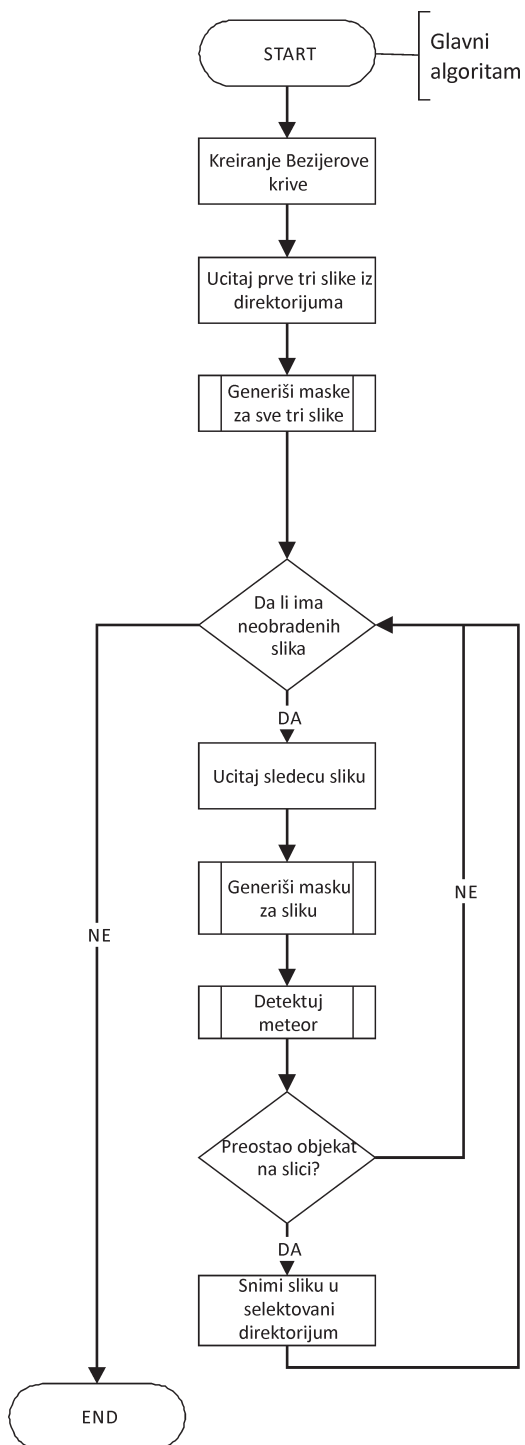 START
Glavni
algoritam
Kreiranje Bezijerove
krive
Ucitaj prve tri slike iz
direktorijuma
Generiši maske
za sve tri slike
Da li ima
neobradenih
slika
DA
Ucitaj sledecu sliku
Generiši masku
za sliku
NE
NE
Detektuj
meteor
Preostao objekat
na slici?
DA
Snimi sliku u
selektovani
direktorijum
END